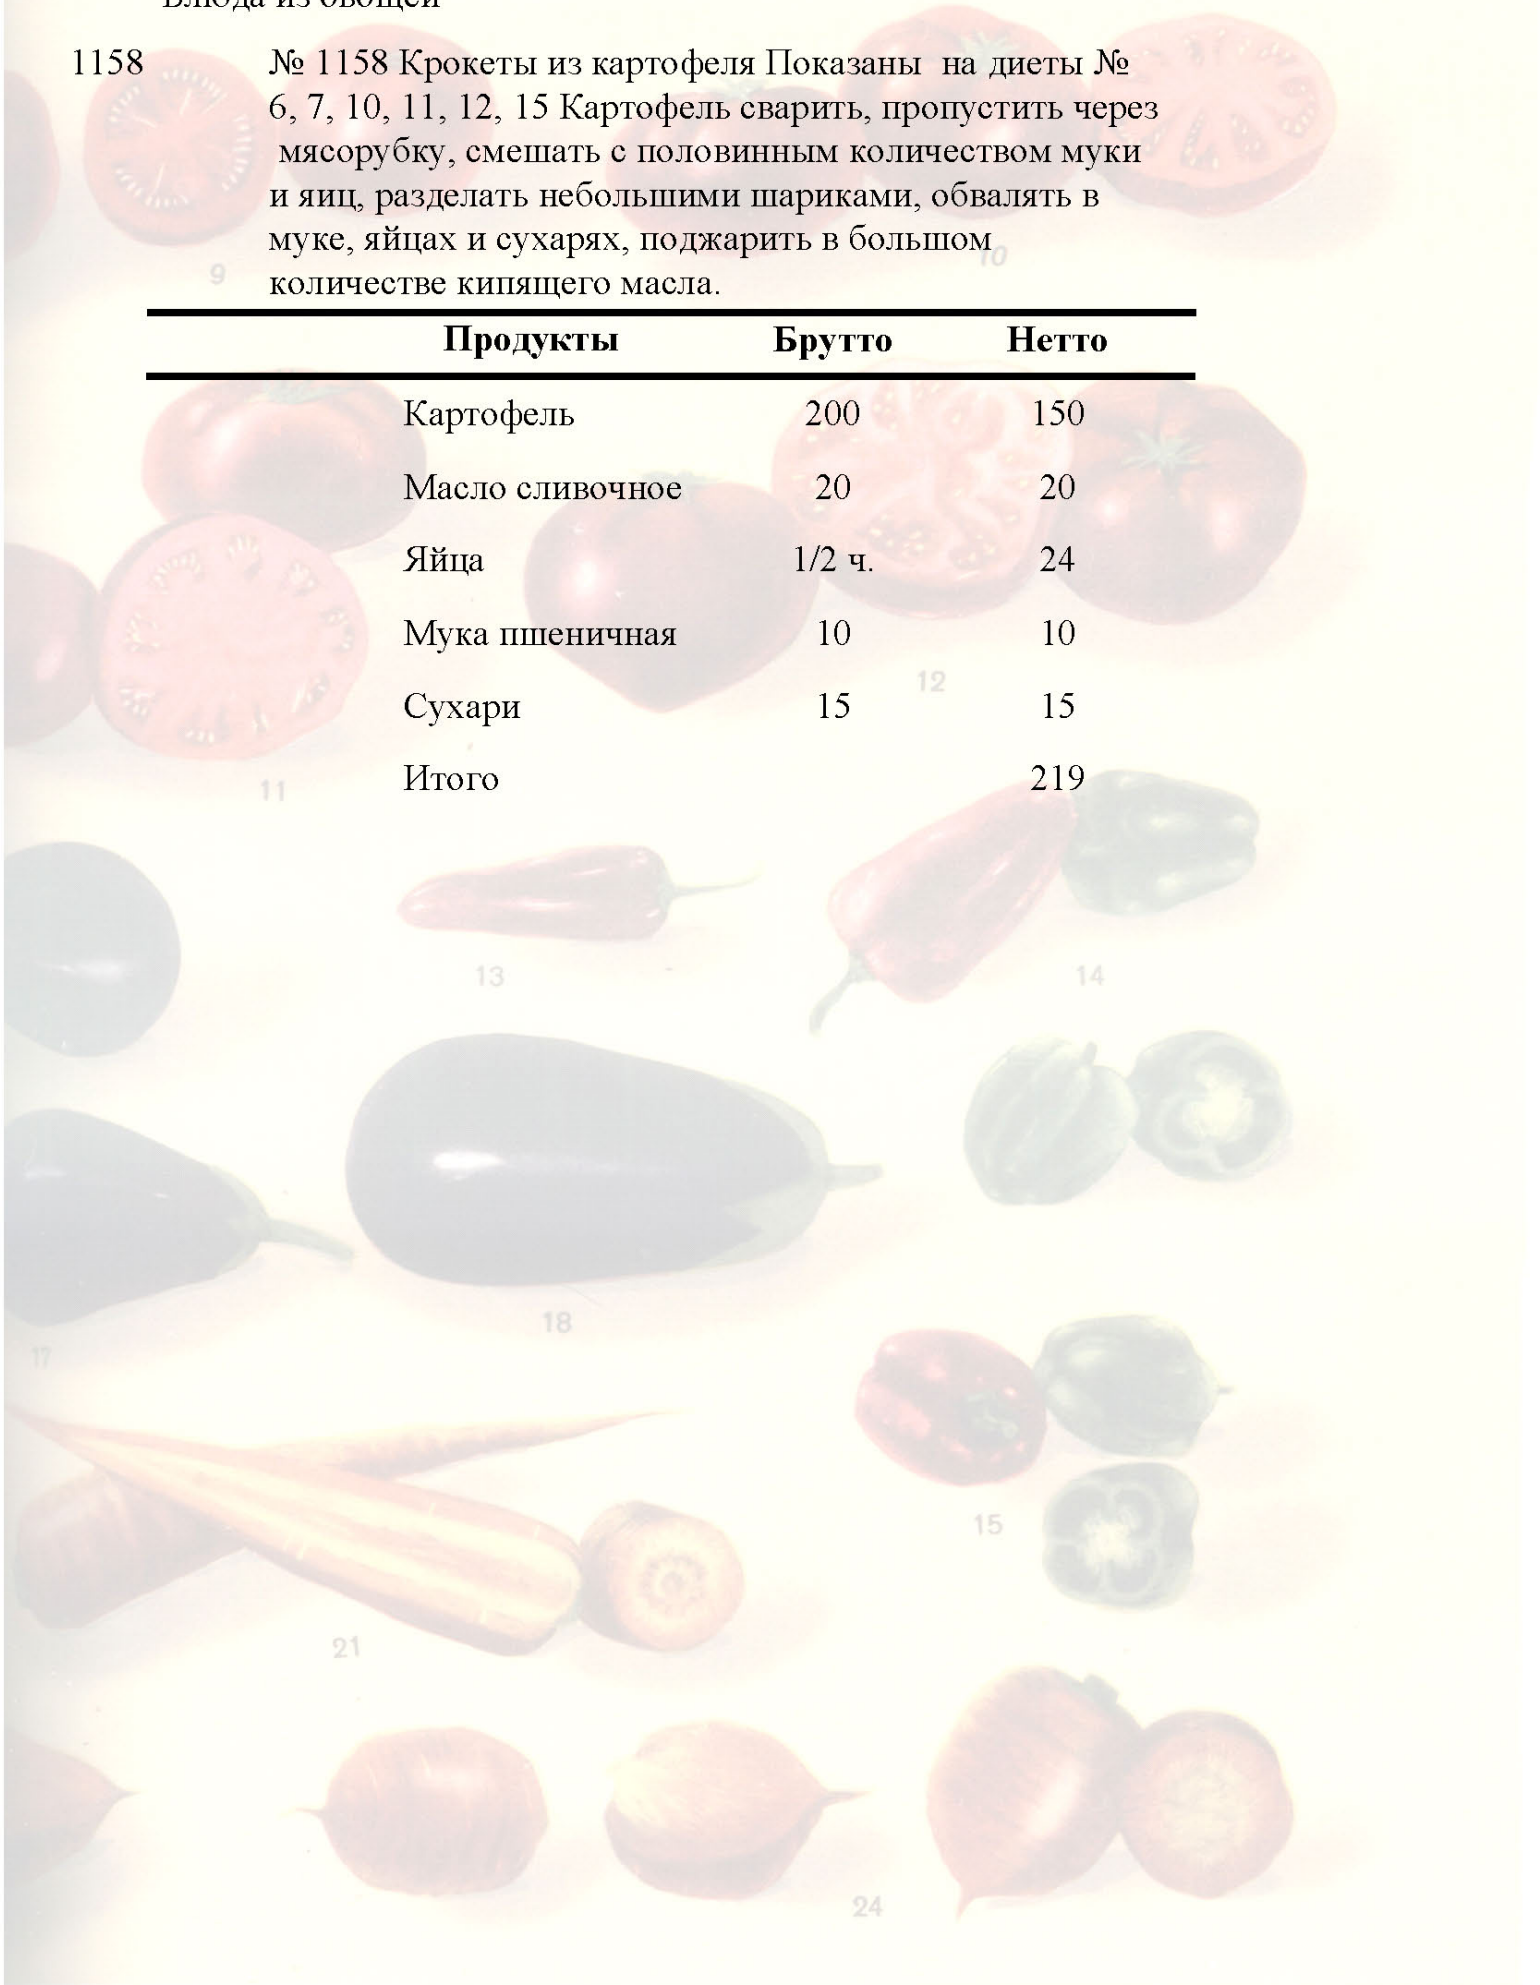 Блюда из овощей
1158 № 1158 Крокеты из картофеля Показаны на диеты №
6, 7, 10, 11, 12, 15 Картофель сварить, пропустить через
мясорубку, смешать с половинным количеством муки
и яиц, разделать небольшими шариками, обвалять в
муке, яйцах и сухарях, поджарить в большом
количестве кипящего масла.
9
10
Продукты Брутто Нетто
Картофель 200 150
Масло сливочное 20 20
Яйца 1/2 ч. 24
Мука пшеничная 10 10
12
Сухари 15 15
Итого 219
11
13
14
18
17
15
21
24